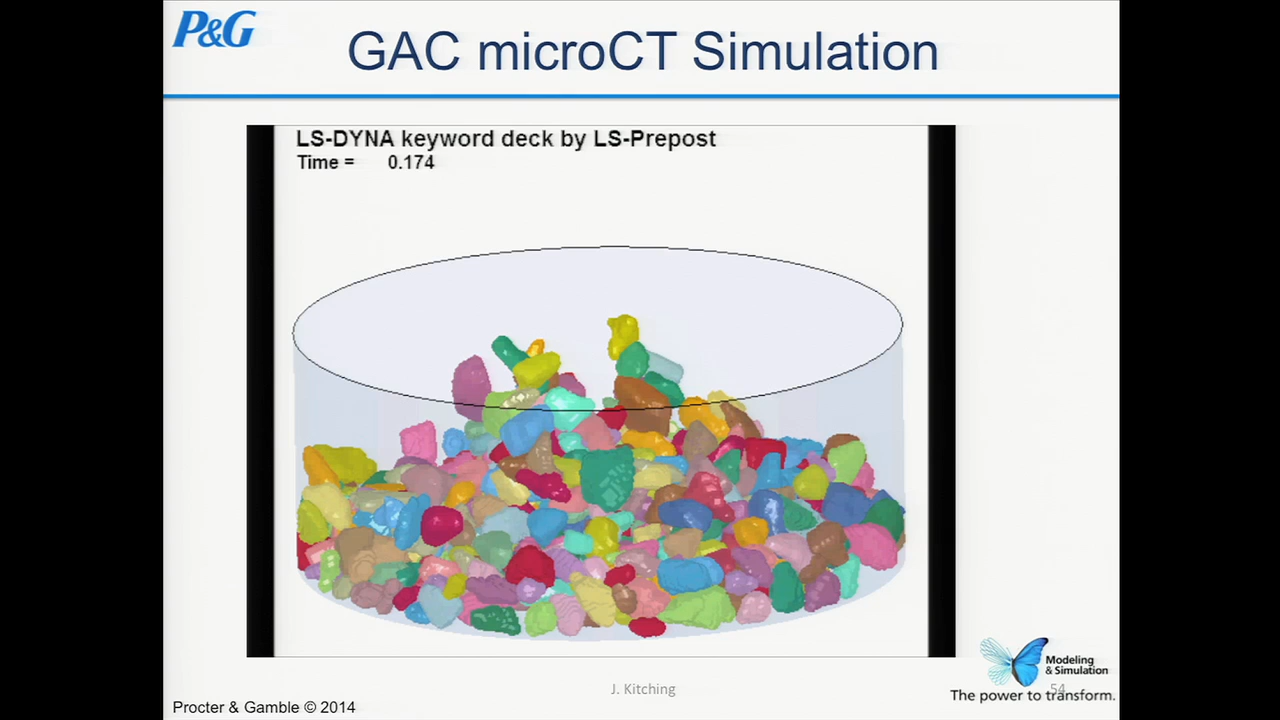 P&G
GAC microCT Simulation
LS-DYNA keyword deck by LS-Prepost
Time = 0.174
Modeling
& Simulation
The power to transform.
J. Kitching
54
Procter & Gamble © 2014